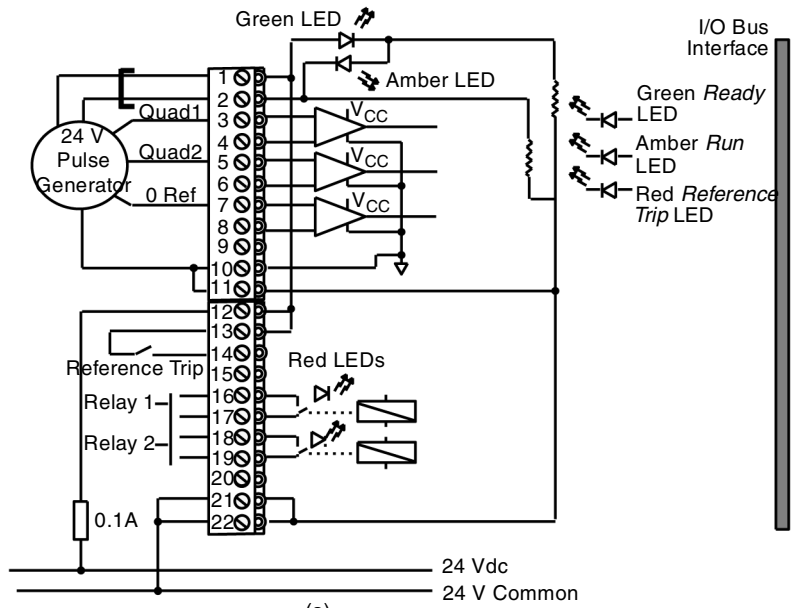 Green LED
Amber LED
I/O Bus
Interface
Green Ready
LED
Amber Run
LED
Red Reference
Trip LED
24 V
Pulse
Generator
Quad1
Quad2
0 Ref
1
2
3
4
5
6
7
8
9
10
11
12
13
14
15
16
17
18
19
20
21
22
VCC
VCC
VCC
Reference Trip
Red LEDs
Relay 1
Relay 2
0.1A
24 Vdc
24 V Common